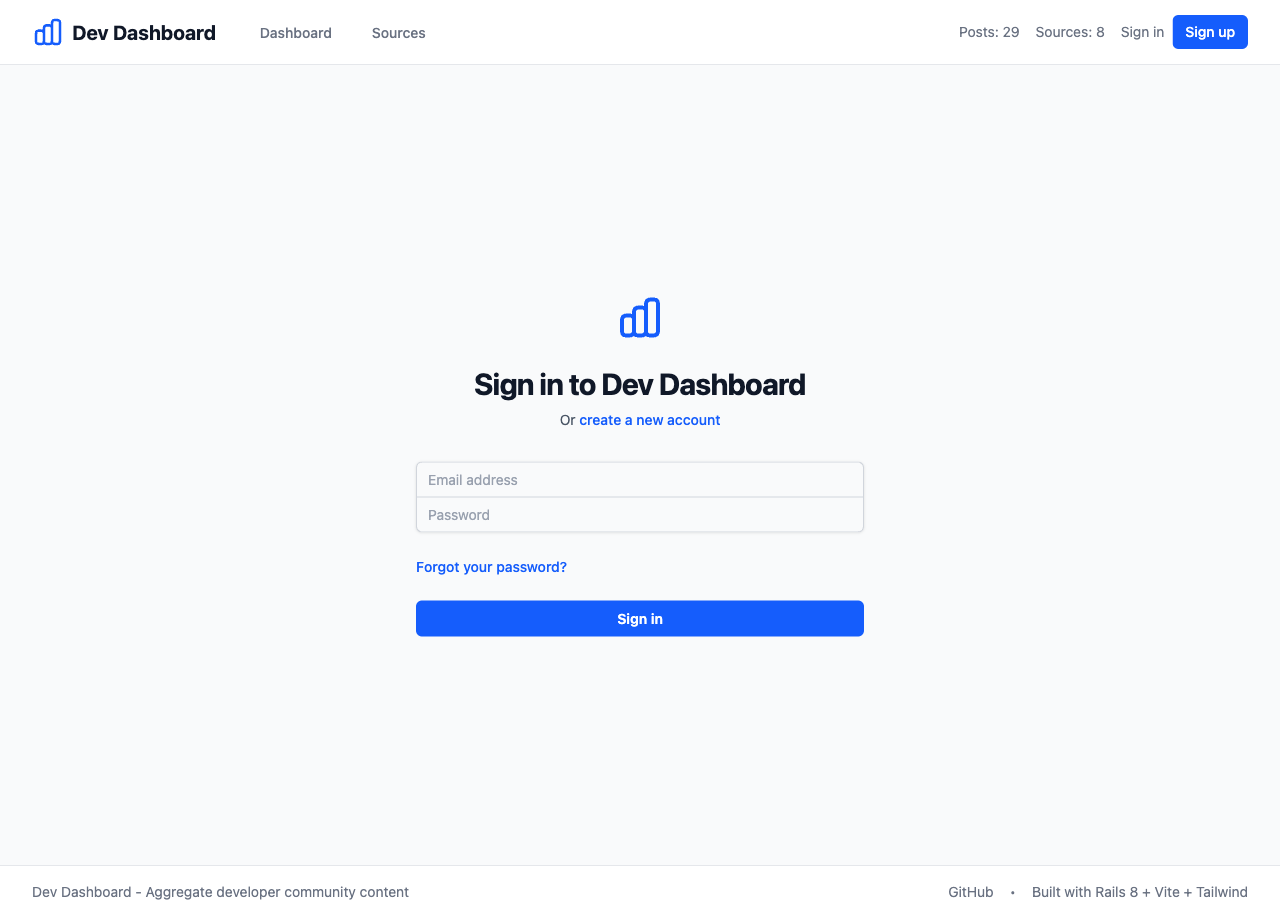 Dev Dashboard Dashboard Sources Posts: 29 Sources: 8 Sign in Sign up
Sign in to Dev Dashboard
Or create a new account
Email address
Password
Forgot your password?
Sign in
Dev Dashboard - Aggregate developer community content GitHub • Built with Rails 8 + Vite + Tailwind